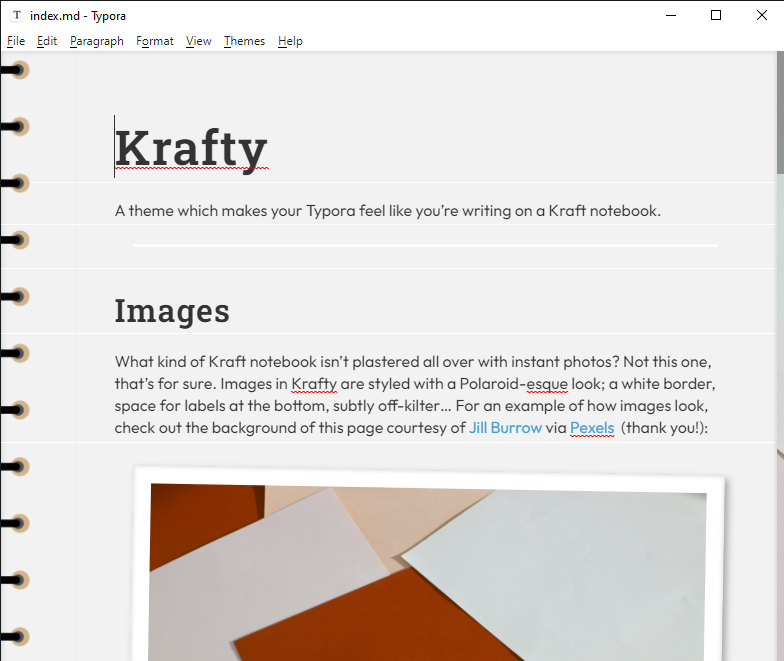 T index.md - Typora
File Edit Paragraph Format View Themes Help
Krafty
A theme which makes your Typora feel like you’re writing on a Kraft notebook.
Images
What kind of Kraft notebook isn’t plastered all over with instant photos? Not this one,
that’s for sure. Images in Krafty are styled with a Polaroid-esque look; a white border,
space for labels at the bottom, subtly off-kilter… For an example of how images look,
check out the background of this page courtesy of Jill Burrow via Pexels (thank you!):